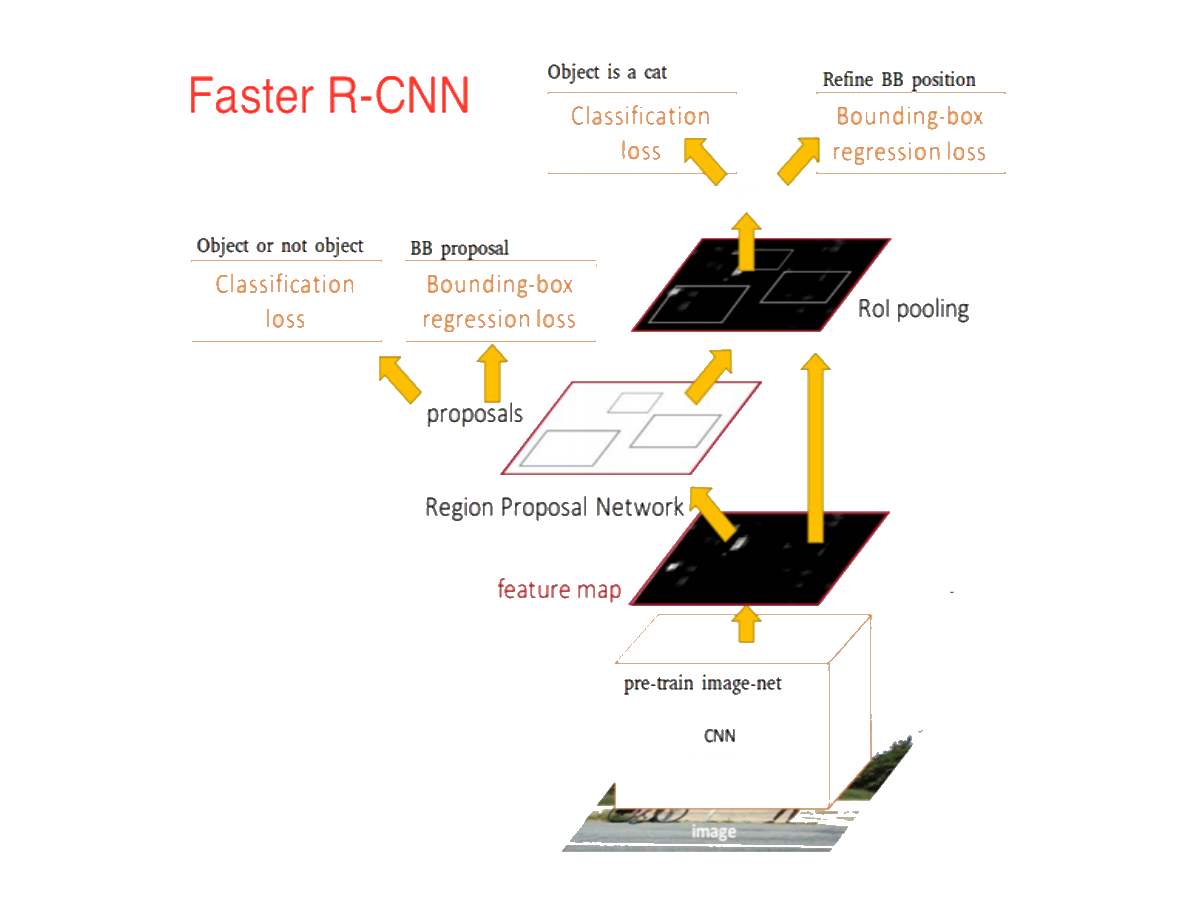 Faster R-CNN
Object is a cat
Classification
loss
Refine BB position
Bounding-box
regression loss
Object or not object
Classification
loss
BB proposal
Bounding-box
regression loss
RoI pooling
proposals
Region Proposal Network
feature map
pre-train image-net
CNN
image